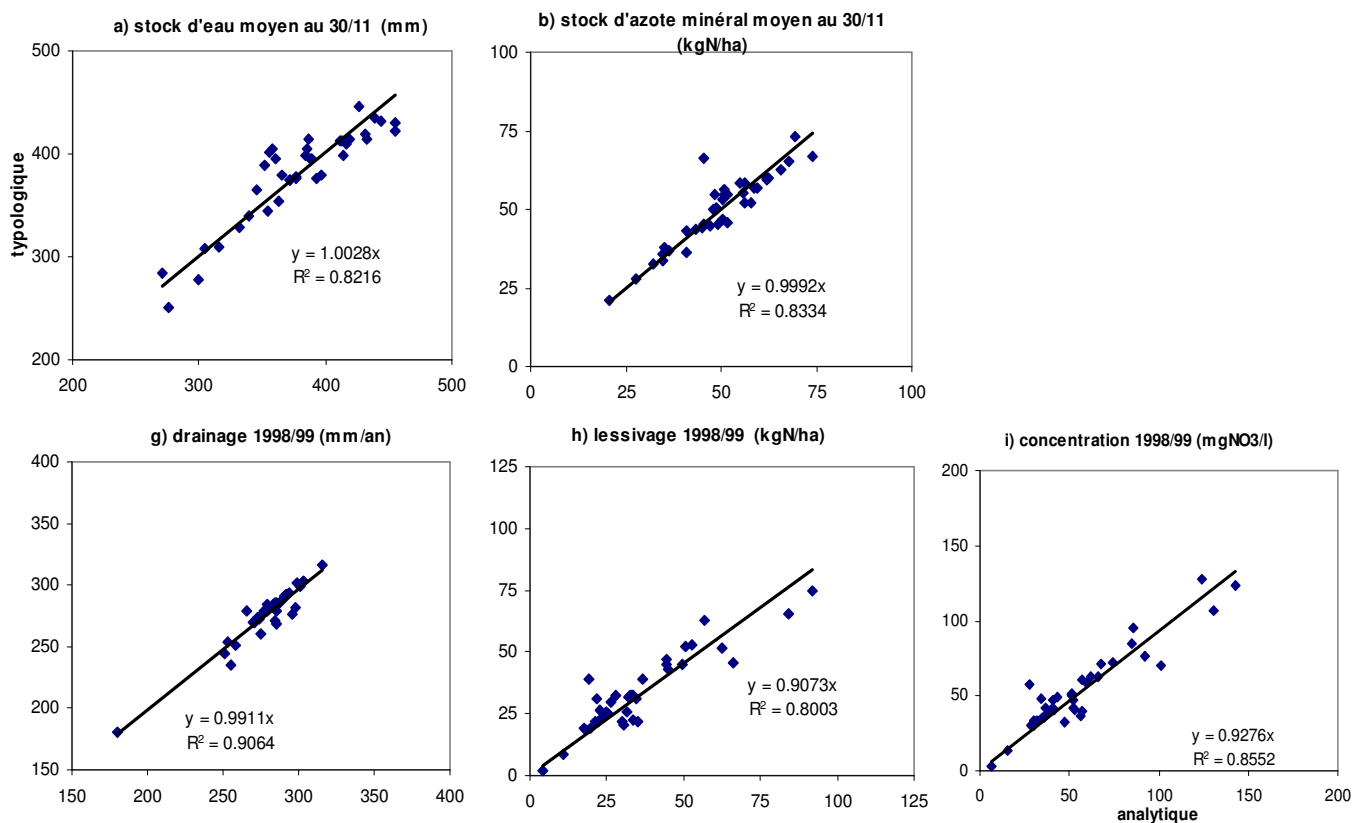 a) stock d'eau moyen au 30/11 (mm)
500
400
300
200
200 300 400 500
typologique
y = 1.0028x
R² = 0.8216
b) stock d'azote minéral moyen au 30/11
(kgN/ha)
100
75
50
25
0
0 25 50 75 100
y = 0.9992x
R² = 0.8334
g) drainage 1998/99 (mm/an)
400
350
300
250
200
150
150 200 250 300 350 400
y = 0.9911x
R² = 0.9064
h) lessivage 1998/99 (kgN/ha)
125
100
75
50
25
0
0 25 50 75 100 125
y = 0.9073x
R² = 0.8003
i) concentration 1998/99 (mgNO3/l)
200
150
100
50
0
0 50 100 150 200
y = 0.9276x
R² = 0.8552
analytique